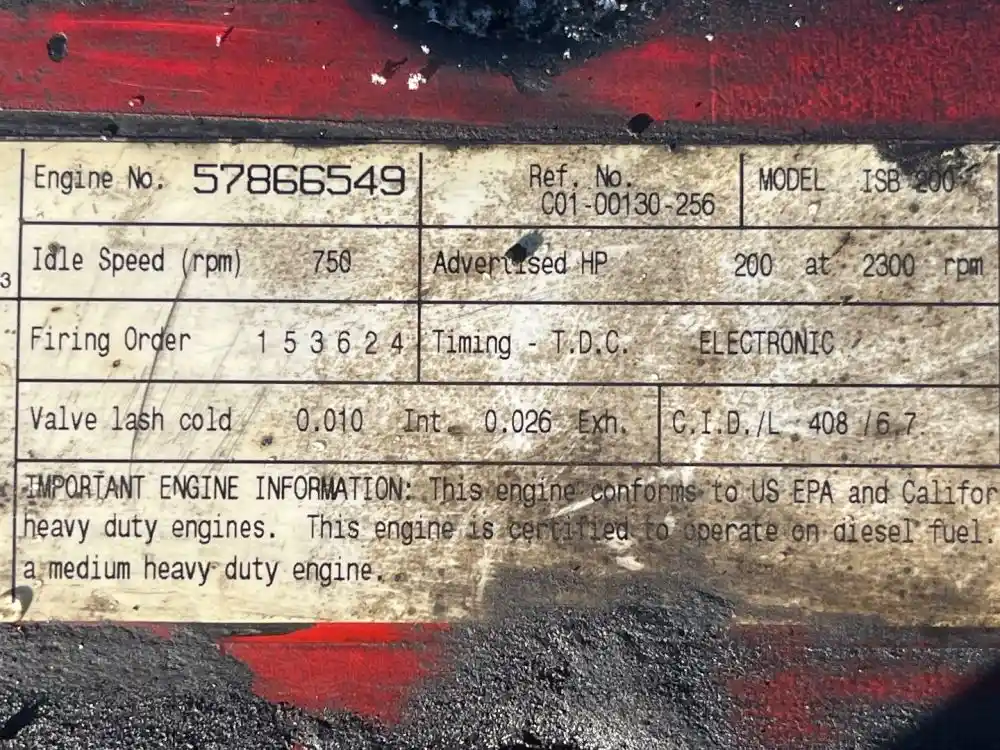 Engine No. 57866549
Ref. No.
C01-00130-256
MODEL ISB 200
3
Idle Speed (rpm) 750
Advertised HP 200 at 2300 rpm
Firing Order 1 5 3 6 2 4
Timing - T.D.C. ELECTRONIC
Valve lash cold 0.010 Int. 0.026 Exh.
C.I.D./L 408 /6.7
IMPORTANT ENGINE INFORMATION: This engine conforms to US EPA and Califor
heavy duty engines. This engine is certified to operate on diesel fuel.
a medium heavy duty engine.